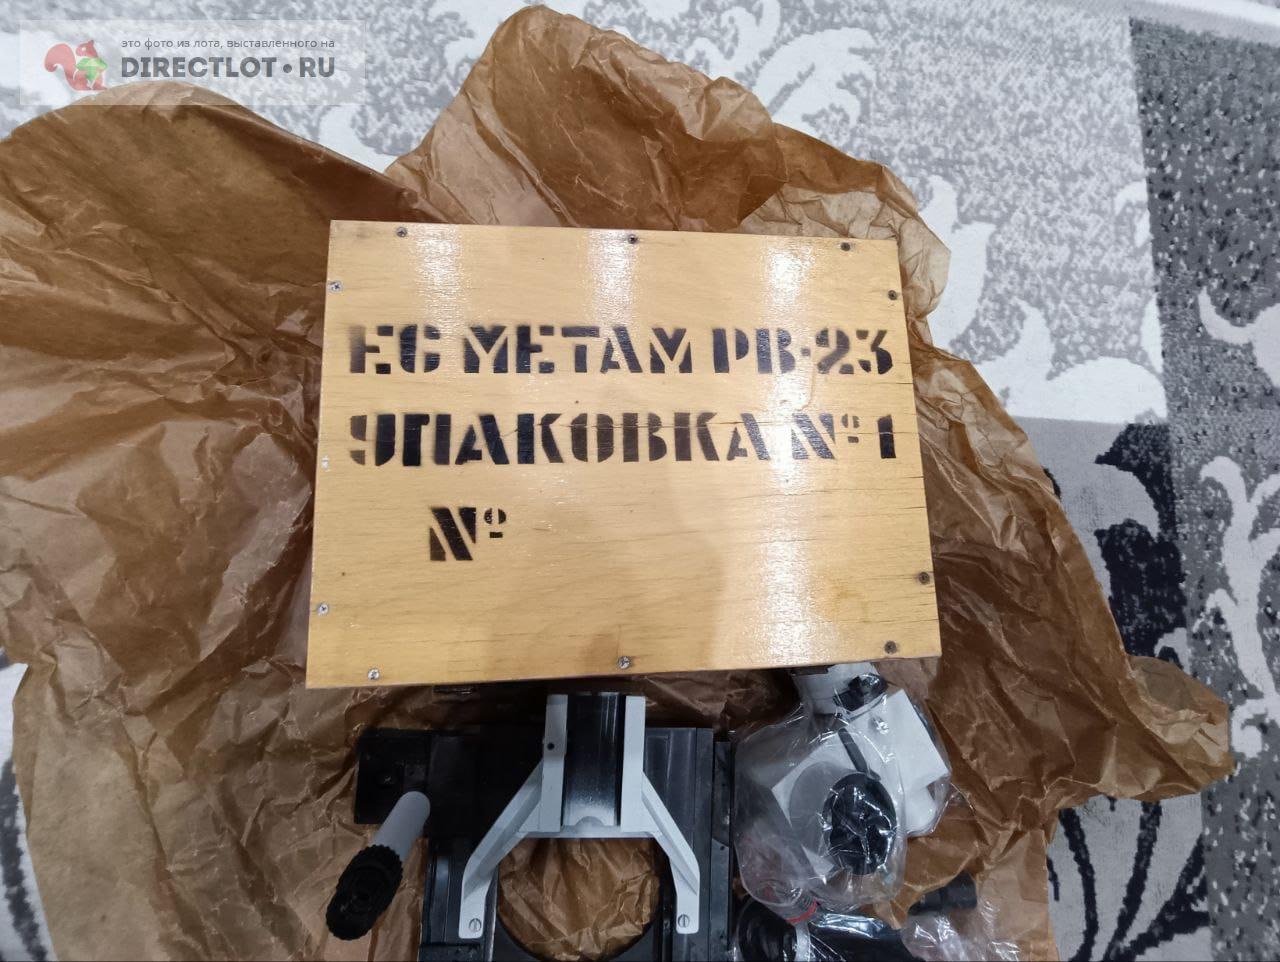 это фото из лота, выставленного на
DIRECTLOT.RU
ЕС МЕТАМ РВ-23
УПАКОВКА №1
№